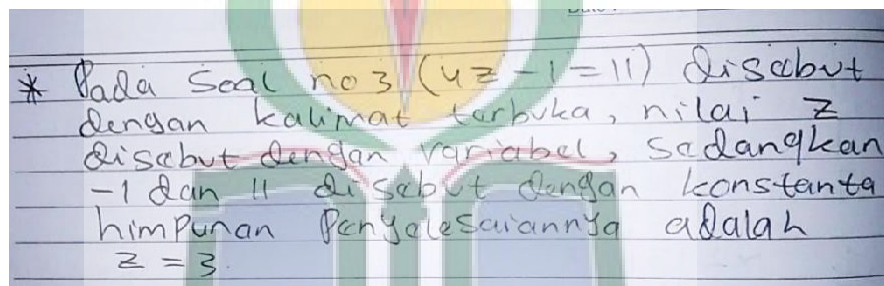 * Pada Soal no 3 (4z - 1 = 11) disebut
dengan kalimat terbuka, nilai z
disebut dengan variabel, sedangkan
-1 dan 11 disebut dengan konstanta
himpunan Penyelesaiannya adalah
z = 3.